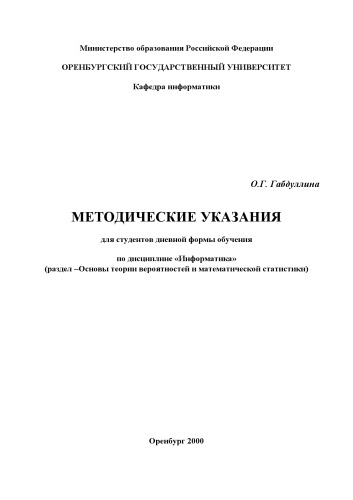 Министерство образования Российской Федерации
ОРЕНБУРГСКИЙ ГОСУДАРСТВЕННЫЙ УНИВЕРСИТЕТ
Кафедра информатики
О.Г. Габдуллина
МЕТОДИЧЕСКИЕ УКАЗАНИЯ
для студентов дневной формы обучения
по дисциплине «Информатика»
(раздел –Основы теории вероятностей и математической статистики)
Оренбург 2000